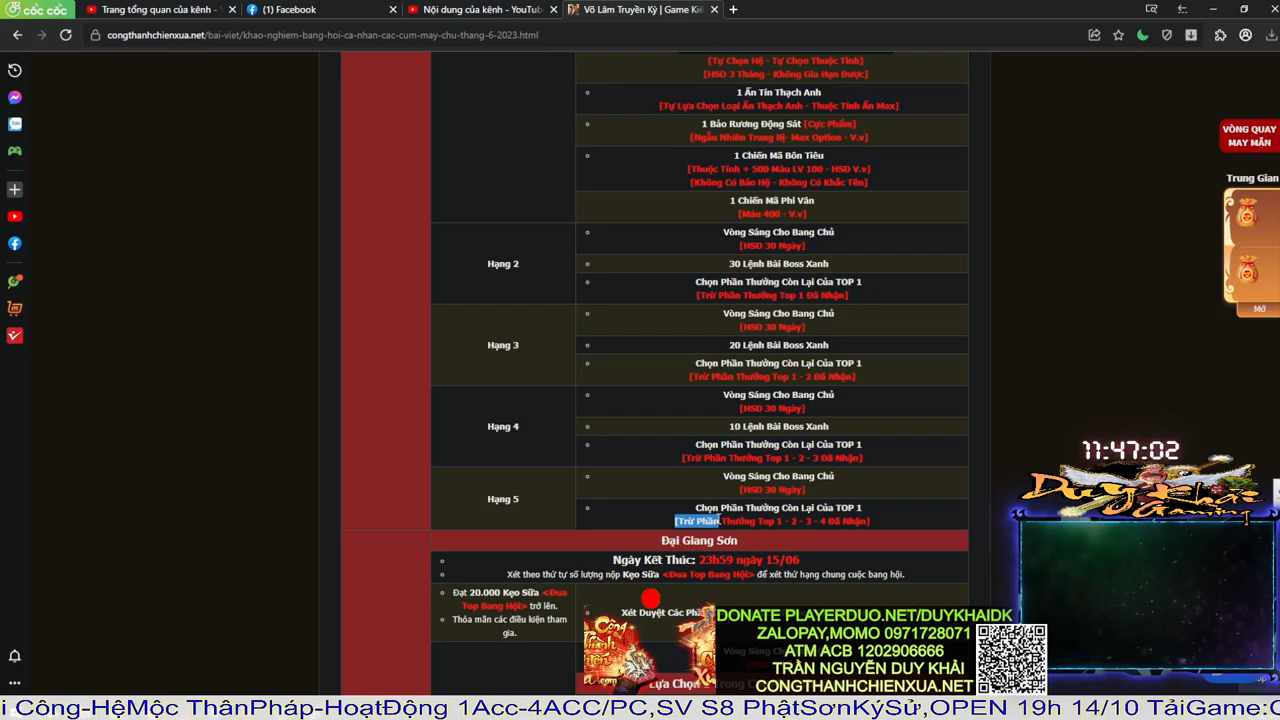 cốc cốc
Trang tổng quan của kênh - YouTu
(1) Facebook
Nội dung của kênh - YouTube
Võ Lâm Truyền Kỳ | Game Kiế
congthanhchienxua.net/bai-viet/khao-nghiem-bang-hoi-ca-nhan-cac-cum-may-chu-thang-6-2023.html
[Tự Chọn Hệ - Tự Chọn Thuộc Tính]
[HSD 3 Tháng - Không Gia Hạn Được]
1 Ấn Tín Thạch Anh
[Tự Lựa Chọn Loại Ấn Thạch Anh - Thuộc Tính Ấn Max]
1 Bảo Rương Động Sát [Cực Phẩm]
[Ngẫu Nhiên Trang Bị- Max Option - V.v]
1 Chiến Mã Bôn Tiêu
[Thuộc Tính + 500 Máu LV 100 - HSD V.v]
[Không Có Bảo Hộ - Không Có Khắc Tên]
1 Chiến Mã Phi Vân
[Máu 400 - V.v]
Hạng 2
Vòng Sáng Cho Bang Chủ
[HSD 30 Ngày]
30 Lệnh Bài Boss Xanh
Chọn Phần Thưởng Còn Lại Của TOP 1
[Trừ Phần Thưởng Top 1 Đã Nhận]
Hạng 3
Vòng Sáng Cho Bang Chủ
[HSD 30 Ngày]
20 Lệnh Bài Boss Xanh
Chọn Phần Thưởng Còn Lại Của TOP 1
[Trừ Phần Thưởng Top 1 - 2 Đã Nhận]
Hạng 4
Vòng Sáng Cho Bang Chủ
[HSD 30 Ngày]
10 Lệnh Bài Boss Xanh
Chọn Phần Thưởng Còn Lại Của TOP 1
[Trừ Phần Thưởng Top 1 - 2 - 3 Đã Nhận]
Hạng 5
Vòng Sáng Cho Bang Chủ
[HSD 30 Ngày]
Chọn Phần Thưởng Còn Lại Của TOP 1
[Trừ Phần Thưởng Top 1 - 2 - 3 - 4 Đã Nhận]
Đại Giang Sơn
Ngày Kết Thúc: 23h59 ngày 15/06
Xét theo thứ tự số lượng nộp Kẹo Sữa <Đua Top Bang Hội> để xét thứ hạng chung cuộc bang hội.
Đạt 20.000 Kẹo Sữa <Đua
Top Bang Hội> trở lên.
Thỏa mãn các điều kiện tham
gia.
Xét Duyệt Các Ph
Lựa Chọn
Trong C
VÒNG QUAY
MAY MẮN
Trung Gian
Mở
11:47:02
Duy Khải
Gaming
DONATE PLAYERDUO.NET/DUYKHAIDK
ZALOPAY,MOMO 0971728071
ATM ACB 1202906666
TRẦN NGUYỄN DUY KHẢI
CONGTHANHCHIENXUA.NET
i Công-HệMộc ThânPháp-HoạtĐộng 1Acc-4ACC/PC,SV S8 PhậtSơnKýSử,OPEN 19h 14/10 TảiGame:C